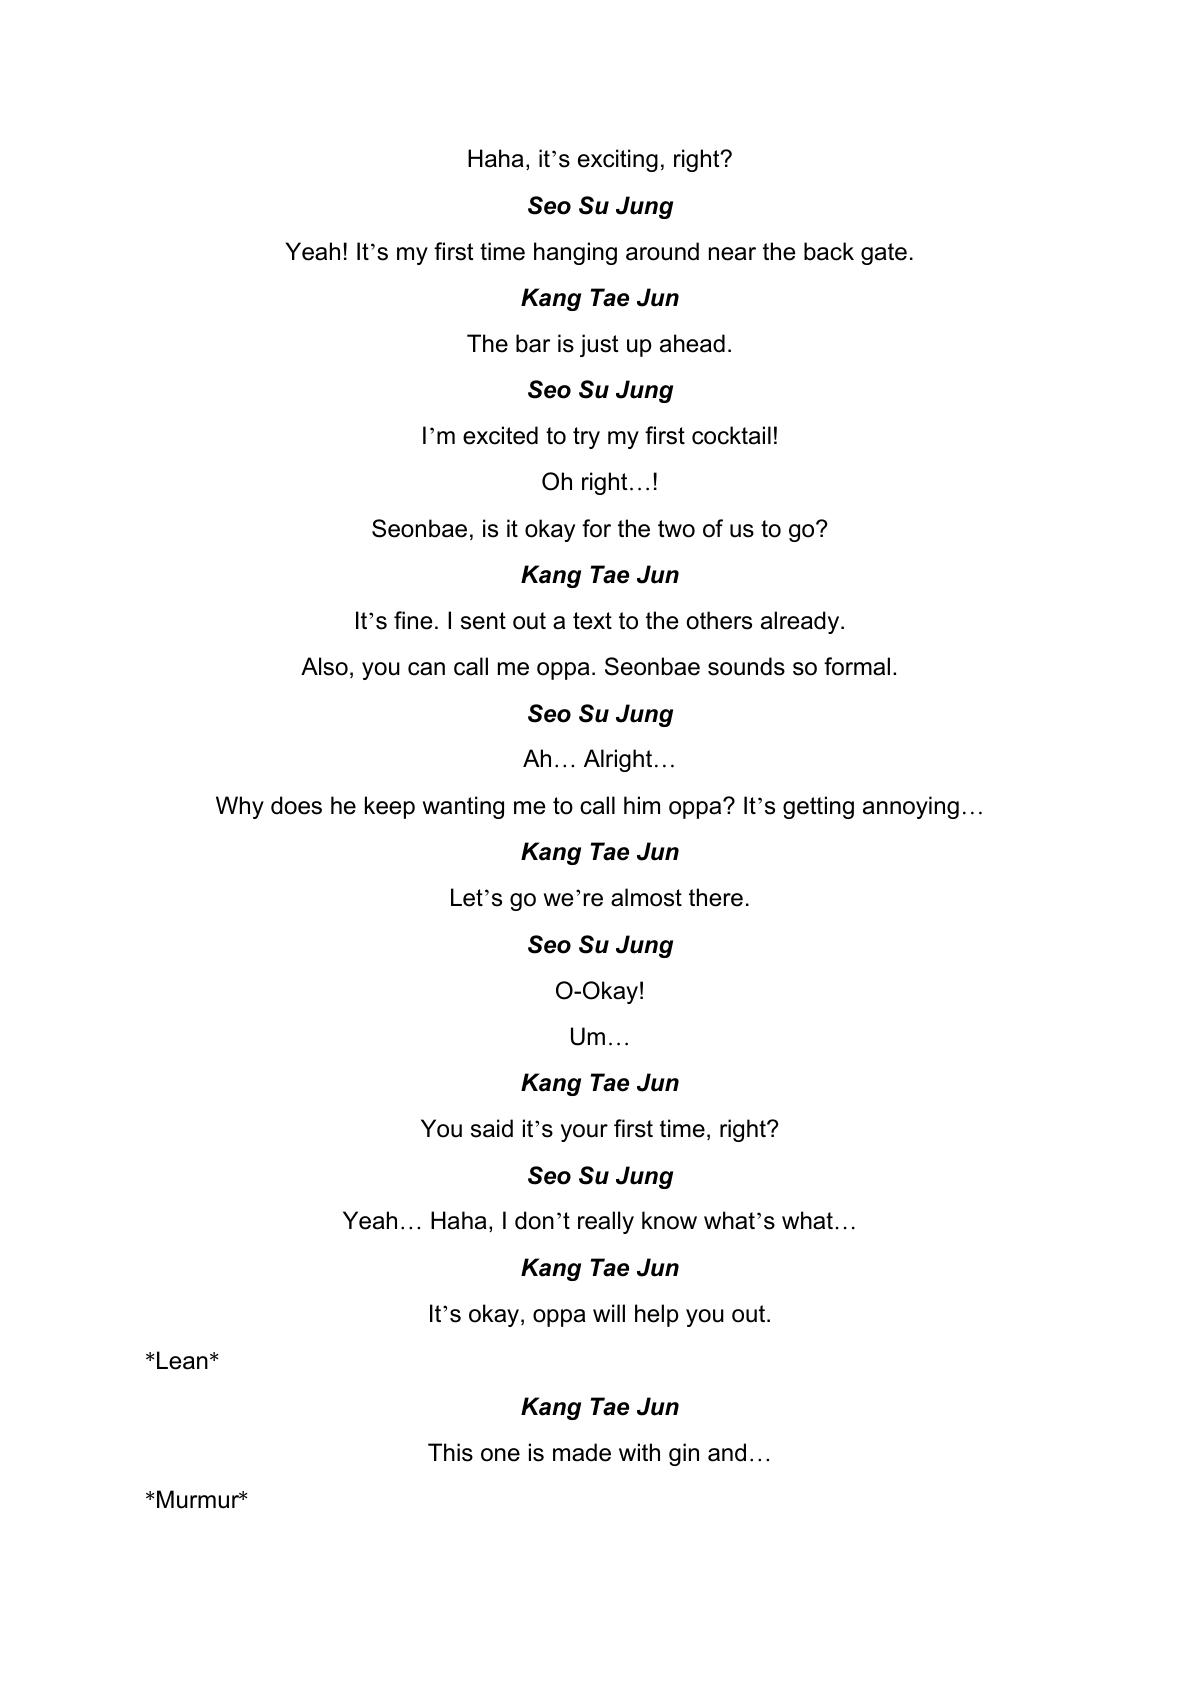 Haha, it’s exciting, right?
Seo Su Jung
Yeah! It’s my first time hanging around near the back gate.
Kang Tae Jun
The bar is just up ahead.
Seo Su Jung
I’m excited to try my first cocktail!
Oh right…!
Seonbae, is it okay for the two of us to go?
Kang Tae Jun
It’s fine. I sent out a text to the others already.
Also, you can call me oppa. Seonbae sounds so formal.
Seo Su Jung
Ah… Alright…
Why does he keep wanting me to call him oppa? It’s getting annoying…
Kang Tae Jun
Let’s go we’re almost there.
Seo Su Jung
O-Okay!
Um…
Kang Tae Jun
You said it’s your first time, right?
Seo Su Jung
Yeah… Haha, I don’t really know what’s what…
Kang Tae Jun
It’s okay, oppa will help you out.
*Lean*
Kang Tae Jun
This one is made with gin and…
*Murmur*